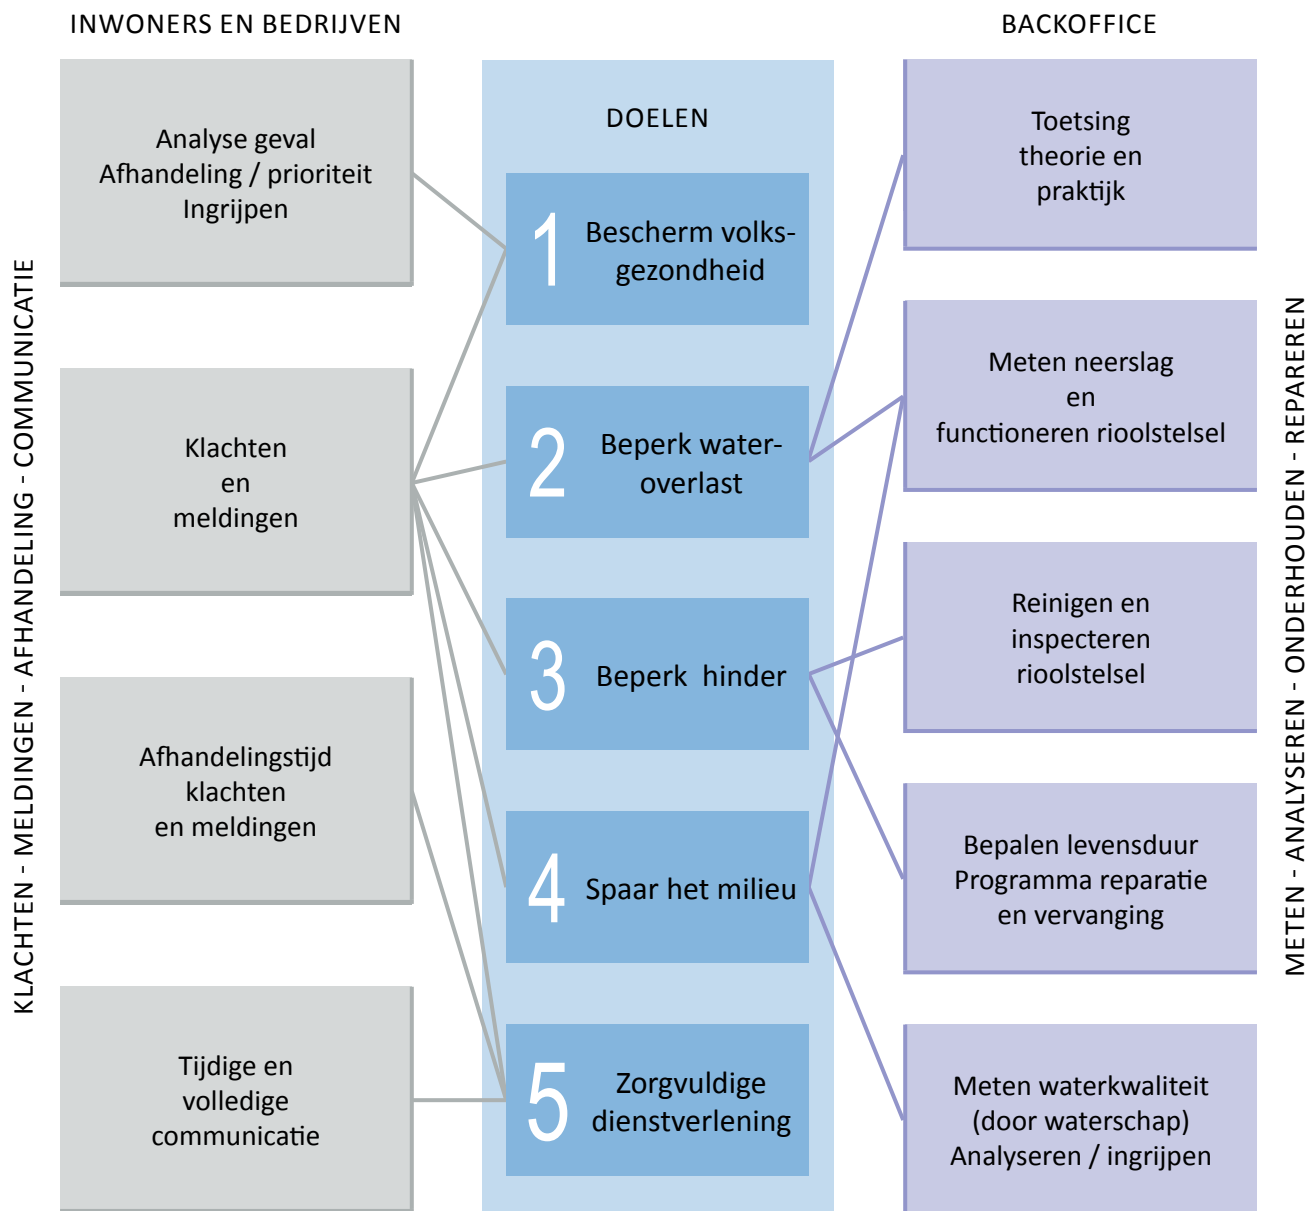 INWONERS EN BEDRIJVEN
BACKOFFICE
KLACHTEN - MELDINGEN - AFHANDELING - COMMUNICATIE
Analyse geval
Afhandeling / prioriteit
Ingrijpen
Klachten
en
meldingen
Afhandelingstijd
klachten
en meldingen
Tijdige en
volledige
communicatie
DOELEN
1 Bescherm volks-
gezondheid
2 Beperk water-
overlast
3 Beperk hinder
4 Spaar het milieu
5 Zorgvuldige
dienstverlening
Toetsing
theorie en
praktijk
Meten neerslag
en
functioneren rioolstelsel
Reinigen en
inspecteren
rioolstelsel
Bepalen levensduur
Programma reparatie
en vervanging
Meten waterkwaliteit
(door waterschap)
Analyseren / ingrijpen
METEN - ANALYSEREN - ONDERHOUDEN - REPAREREN